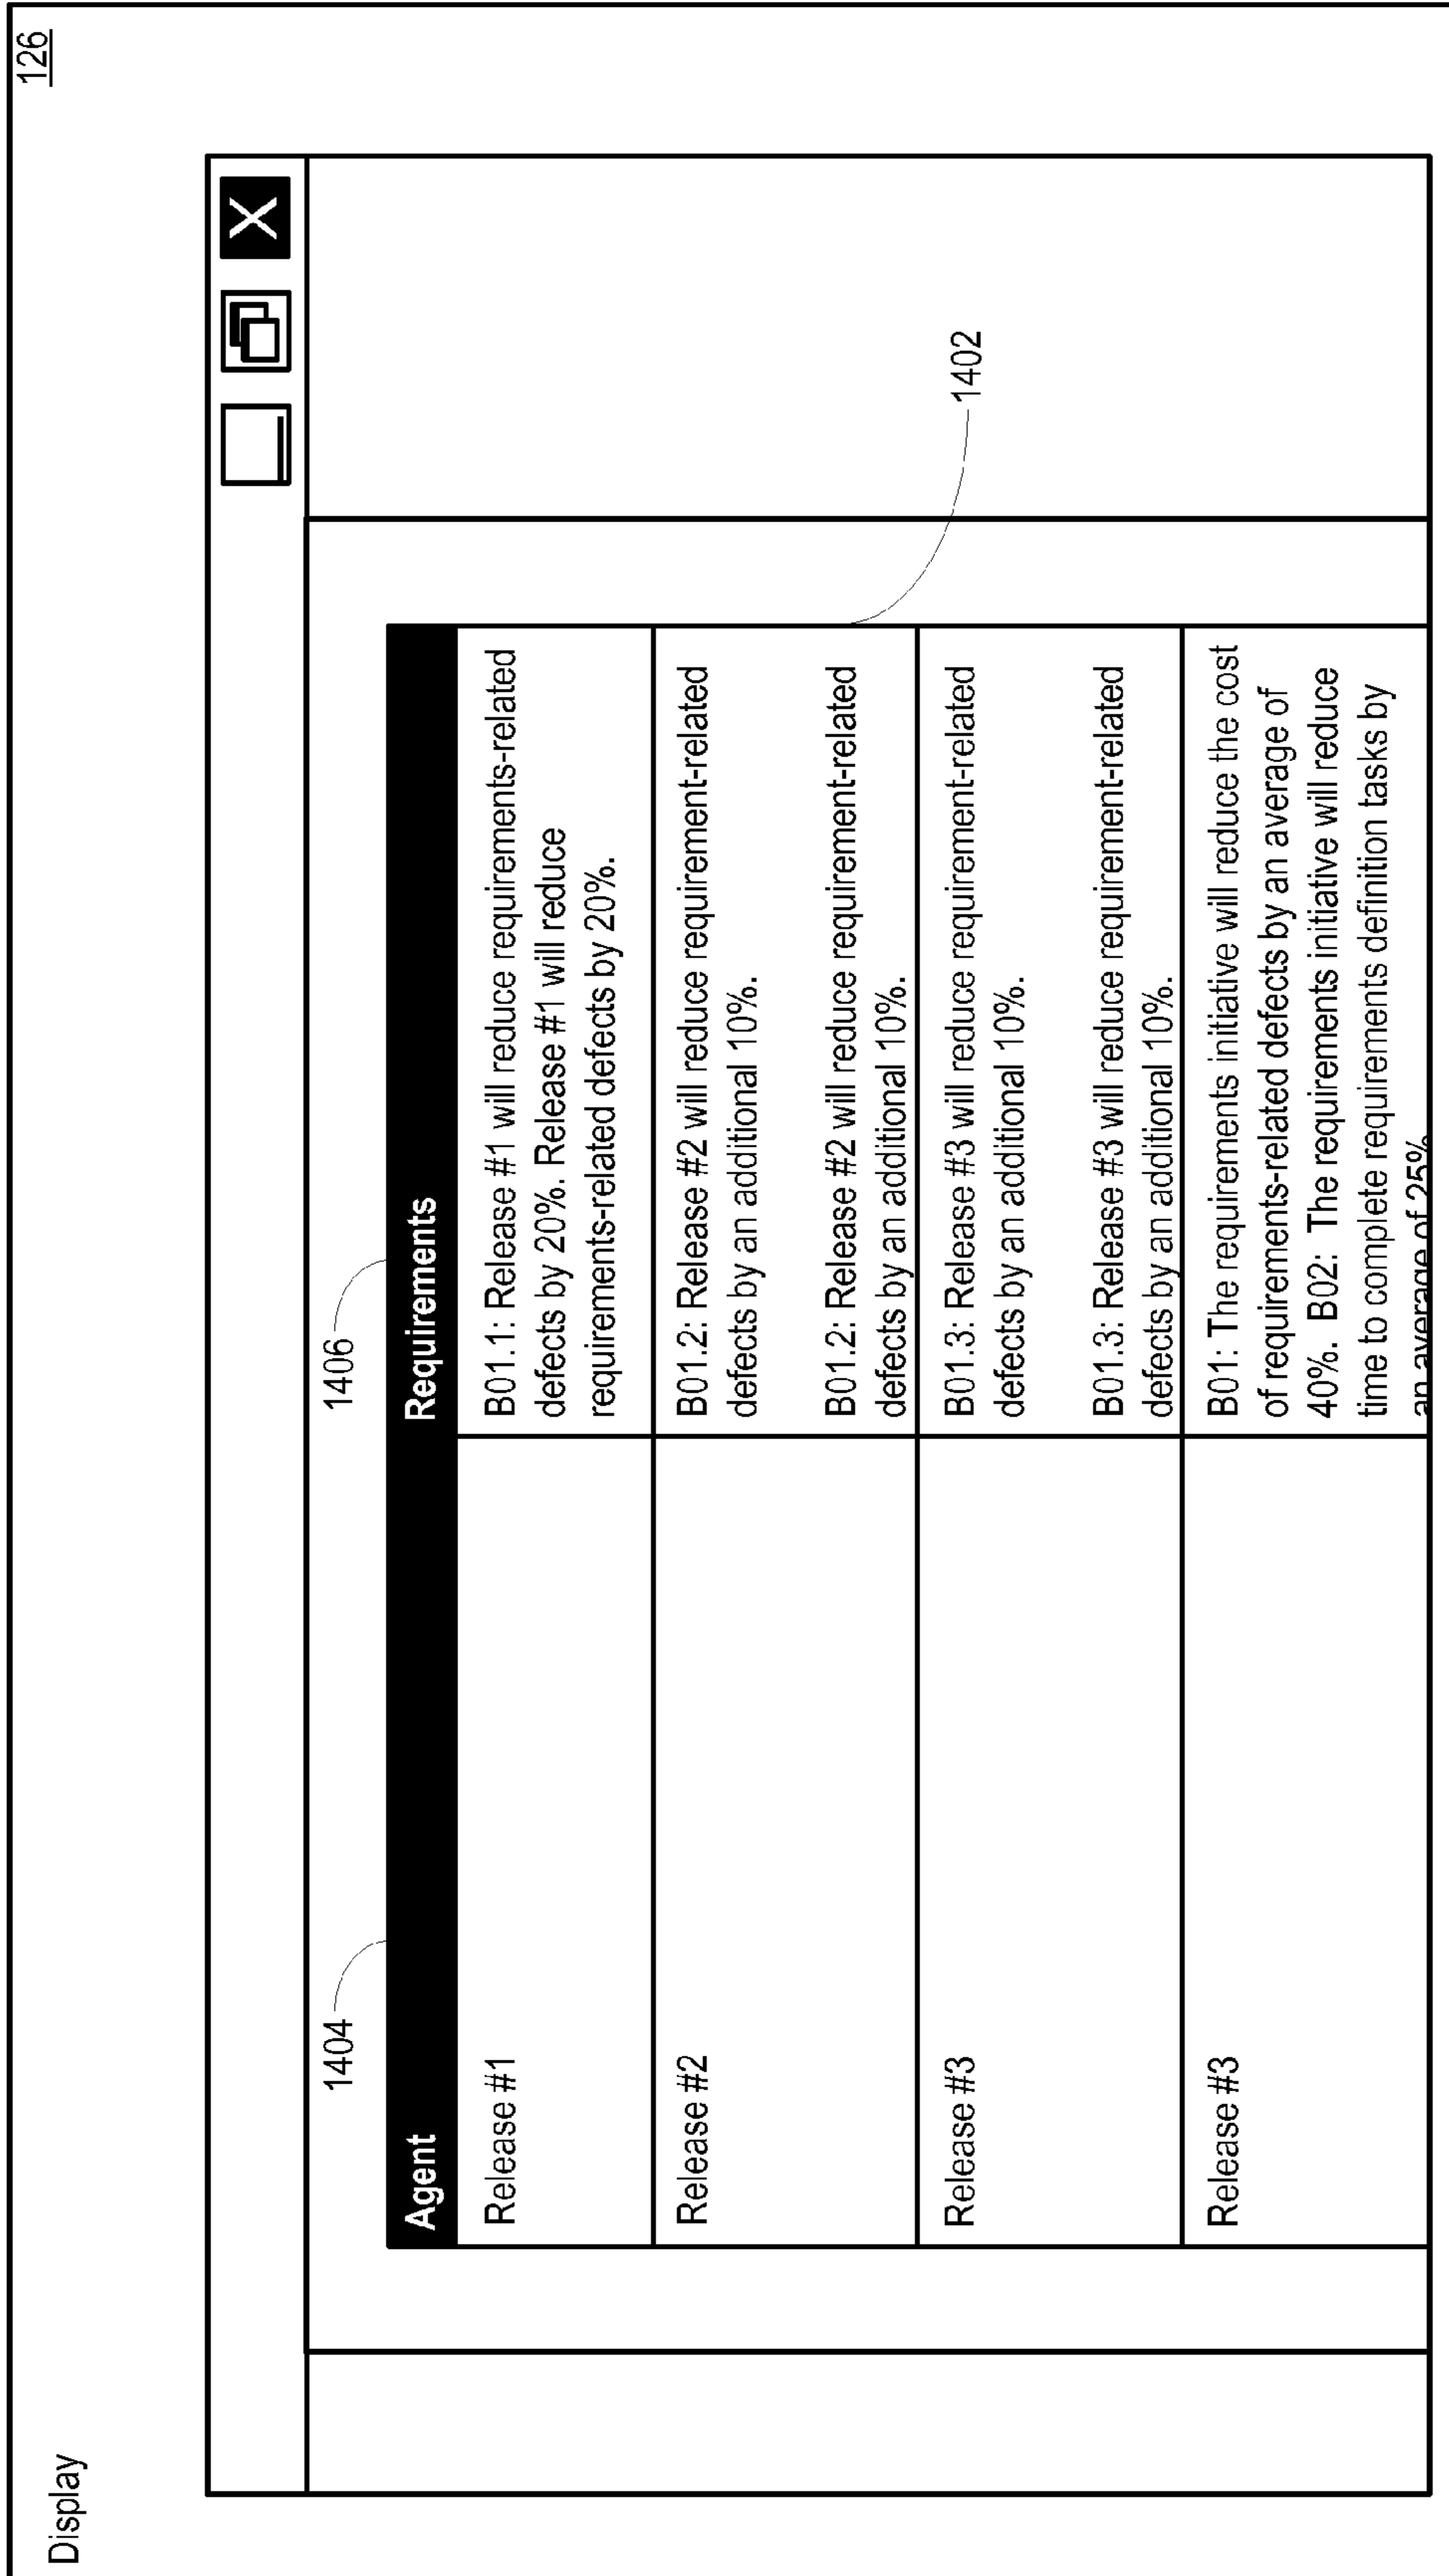 Display
126
1404
1406
Agent
Requirements
Release #1
B01.1: Release #1 will reduce requirements-related
defects by 20%. Release #1 will reduce
requirements-related defects by 20%.
Release #2
B01.2: Release #2 will reduce requirement-related
defects by an additional 10%.
B01.2: Release #2 will reduce requirement-related
defects by an additional 10%.
1402
Release #3
B01.3: Release #3 will reduce requirement-related
defects by an additional 10%.
B01.3: Release #3 will reduce requirement-related
defects by an additional 10%.
Release #3
B01: The requirements initiative will reduce the cost
of requirements-related defects by an average of
40%. B02: The requirements initiative will reduce
time to complete requirements definition tasks by
an average of 25%